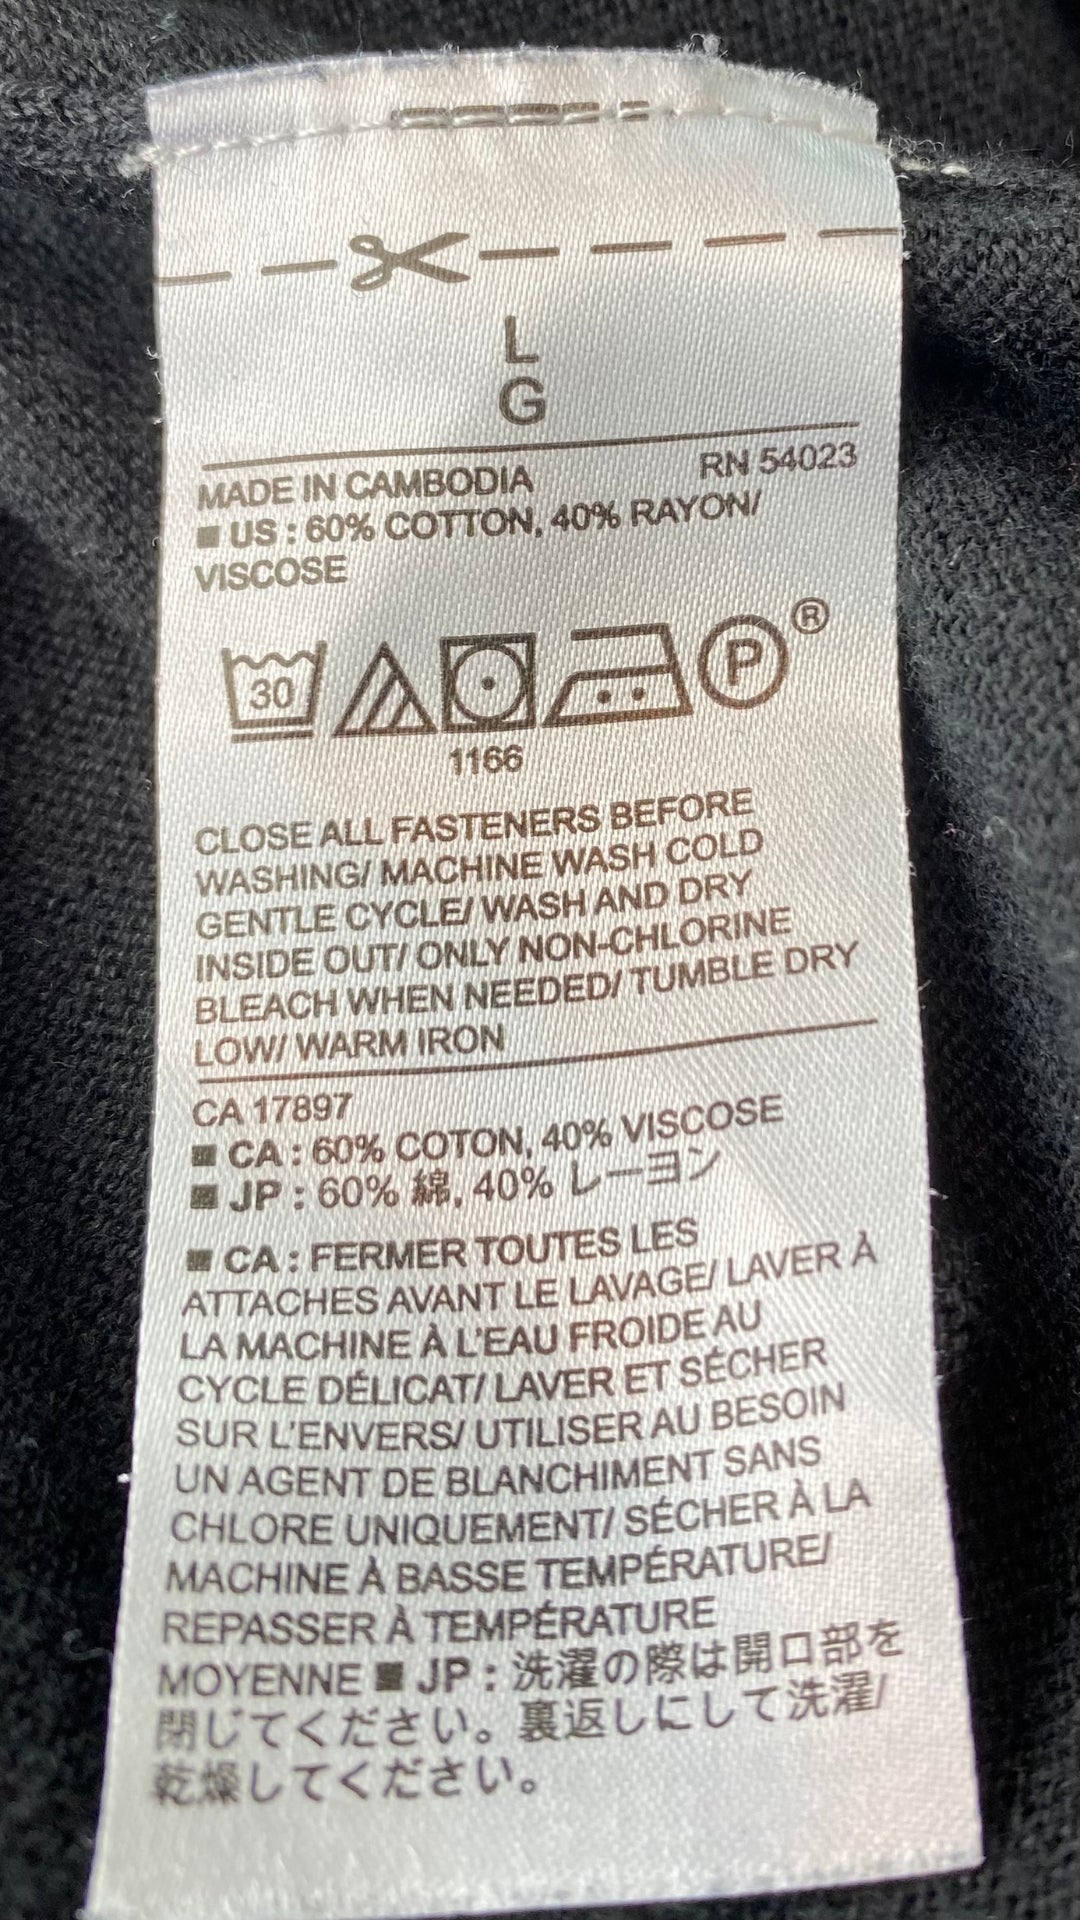 L
G
MADE IN CAMBODIA RN 54023
■ US : 60% COTTON, 40% RAYON/
VISCOSE
30 P ®
1166
CLOSE ALL FASTENERS BEFORE
WASHING/ MACHINE WASH COLD
GENTLE CYCLE/ WASH AND DRY
INSIDE OUT/ ONLY NON-CHLORINE
BLEACH WHEN NEEDED/ TUMBLE DRY
LOW/ WARM IRON
CA 17897
■ CA : 60% COTON, 40% VISCOSE
■ JP : 60% 綿, 40% レーヨン
■ CA : FERMER TOUTES LES
ATTACHES AVANT LE LAVAGE/ LAVER À
LA MACHINE À L'EAU FROIDE AU
CYCLE DÉLICAT/ LAVER ET SÉCHER
SUR L'ENVERS/ UTILISER AU BESOIN
UN AGENT DE BLANCHIMENT SANS
CHLORE UNIQUEMENT/ SÉCHER À LA
MACHINE À BASSE TEMPÉRATURE/
REPASSER À TEMPÉRATURE
MOYENNE ■ JP : 洗濯の際は開口部を
閉じてください。裏返しにして洗濯/
乾燥してください。